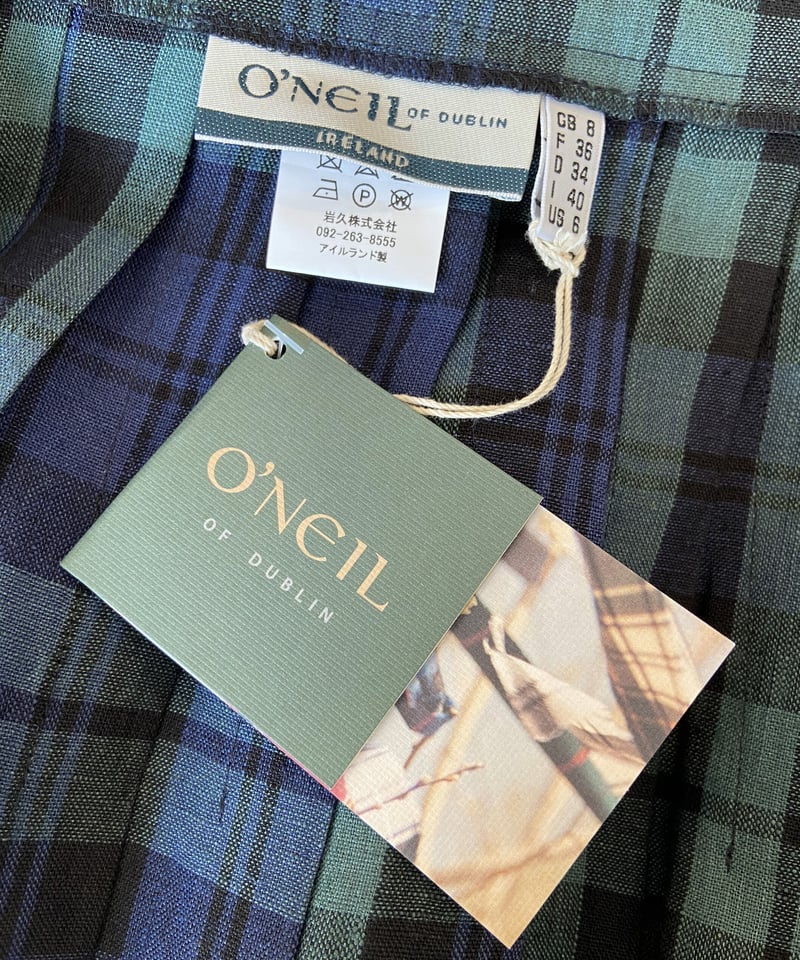 O'NEIL OF DUBLIN
IRELAND
GB 8
F 36
D 34
I 40
US 6
岩久株式会社
092-263-8555
アイルランド製
O'NEIL
OF DUBLIN